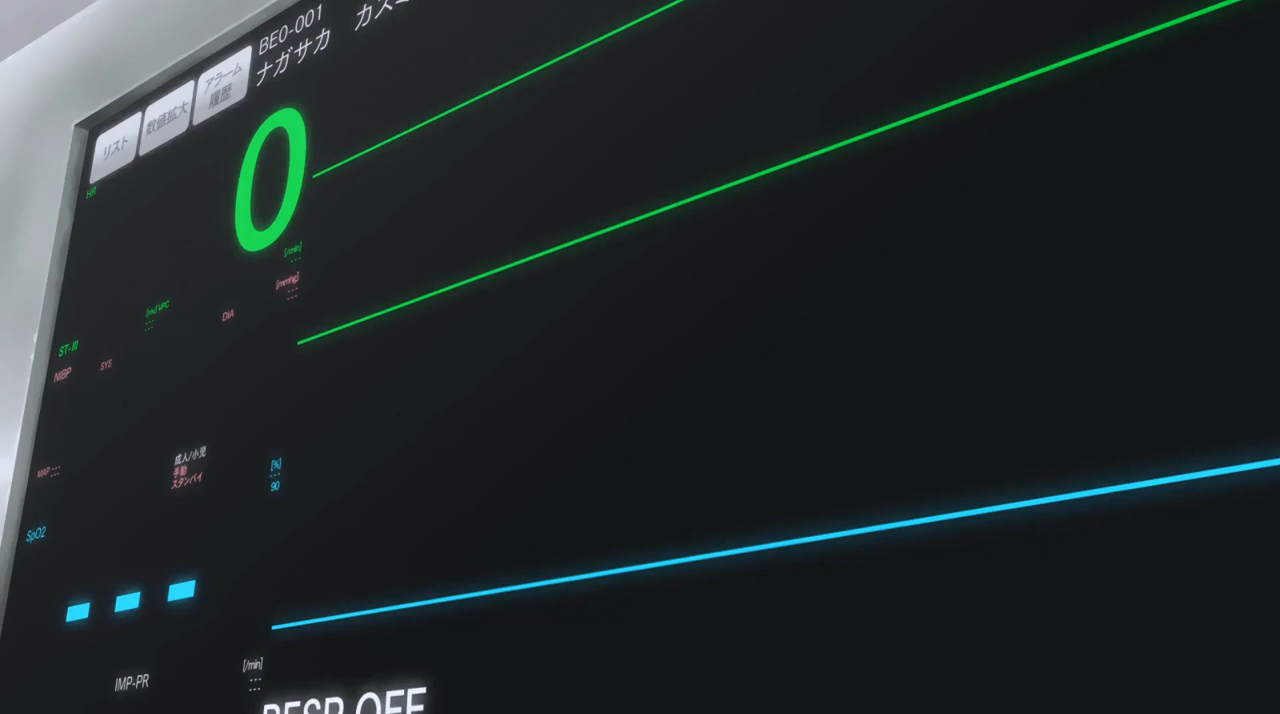 BE0-001
ナガサカ カズ
リスト
数値拡大
アラーム
履歴
HR
0
[/min]
---
[mmhg]
---
[/m] VPC
---
DIA
ST-III
NIBP SYS
MAP ---
成人/小児
手動
スタンバイ
[%]
---
90
SpO2
---
IMP-PR
[/min]
---
RESP OFF